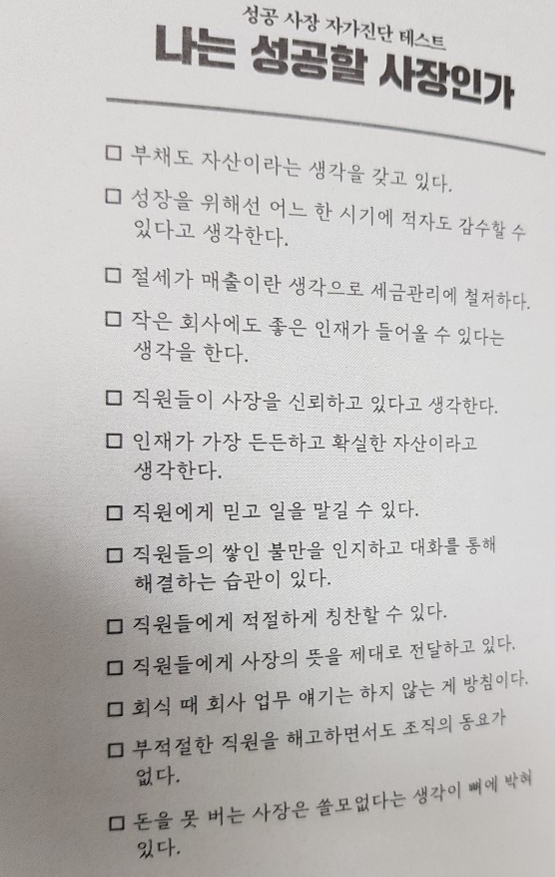 성공 사장 자가진단 테스트
나는 성공할 사장인가
□ 부채도 자산이라는 생각을 갖고 있다.
□ 성장을 위해선 어느 한 시기에 적자도 감수할 수
있다고 생각한다.
□ 절세가 매출이란 생각으로 세금관리에 철저하다.
□ 작은 회사에도 좋은 인재가 들어올 수 있다는
생각을 한다.
□ 직원들이 사장을 신뢰하고 있다고 생각한다.
□ 인재가 가장 든든하고 확실한 자산이라고
생각한다.
□ 직원에게 믿고 일을 맡길 수 있다.
□ 직원들의 쌓인 불만을 인지하고 대화를 통해
해결하는 습관이 있다.
□ 직원들에게 적절하게 칭찬할 수 있다.
□ 직원들에게 사장의 뜻을 제대로 전달하고 있다.
□ 회식 때 회사 업무 얘기는 하지 않는 게 방침이다.
□ 부적절한 직원을 해고하면서도 조직의 동요가
없다.
□ 돈을 못 버는 사장은 쓸모없다는 생각이 뼈에 박혀
있다.